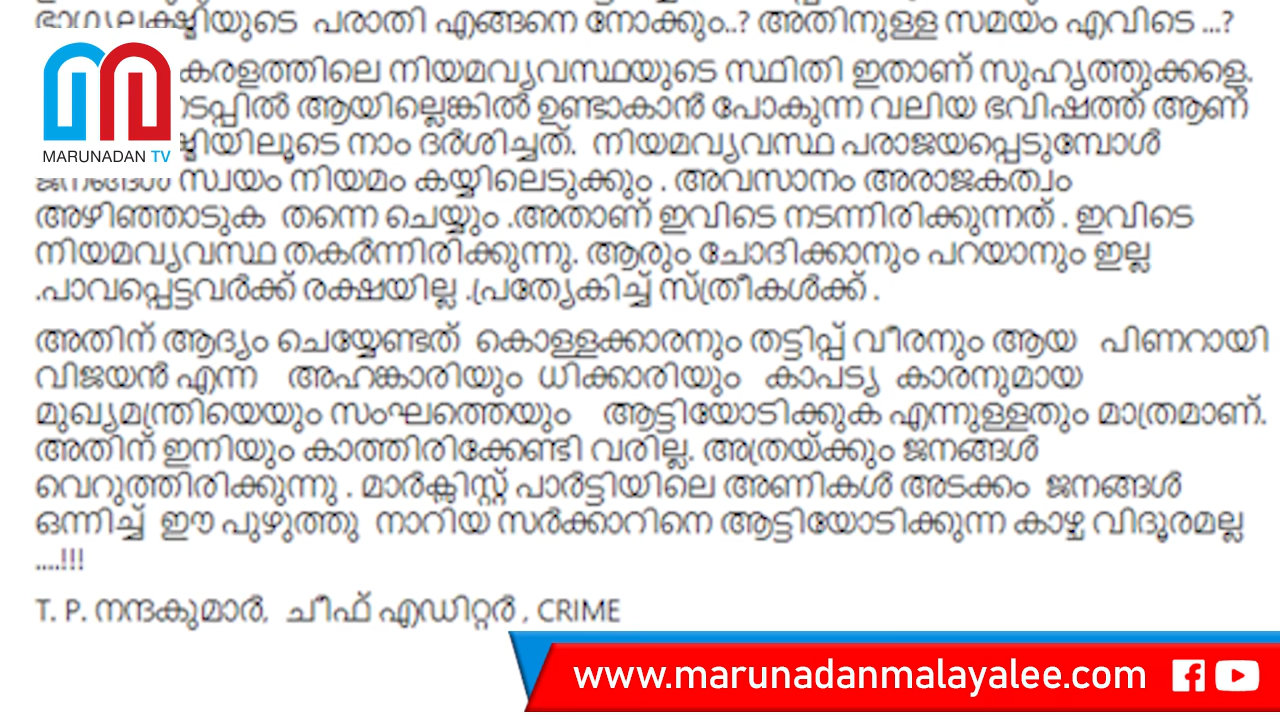 ഭാഗ്യലക്ഷ്മിയുടെ പരാതി എങ്ങനെ നോക്കും..? അതിനുള്ള സമയം എവിടെ ...?
കരളത്തിലെ നിയമവ്യവസ്ഥയുടെ സ്ഥിതി ഇതാണ് സുഹൃത്തുക്കളെ.
ടപ്പിൽ ആയില്ലെങ്കിൽ ഉണ്ടാകാൻ പോകുന്ന വലിയ ഭവിഷത്ത് ആണ്
MARUNADAN TV
യിലൂടെ നാം ദർശിച്ചത്. നിയമവ്യവസ്ഥ പരാജയപ്പെടുമ്പോൾ
ജനങ്ങൾ സ്വയം നിയമം കയ്യിലെടുക്കും . അവസാനം അരാജകത്വം
അഴിഞ്ഞാടുക തന്നെ ചെയ്യും .അതാണ് ഇവിടെ നടന്നിരിക്കുന്നത് . ഇവിടെ
നിയമവ്യവസ്ഥ തകർന്നിരിക്കുന്നു. ആരും ചോദിക്കാനും പറയാനും ഇല്ല
.പാവപ്പെട്ടവർക്ക് രക്ഷയില്ല .പ്രത്യേകിച്ച് സ്ത്രീകൾക്ക് .
അതിന് ആദ്യം ചെയ്യേണ്ടത് കൊള്ളക്കാരനും തട്ടിപ്പ് വീരനും ആയ പിണറായി
വിജയൻ എന്ന അഹങ്കാരിയും ധിക്കാരിയും കാപട്യ കാരനുമായ
മുഖ്യമന്ത്രിയെയും സംഘത്തെയും ആട്ടിയോടിക്കുക എന്നുള്ളതും മാത്രമാണ്.
അതിന് ഇനിയും കാത്തിരിക്കേണ്ടി വരില്ല. അത്രയ്ക്കും ജനങ്ങൾ
വെറുത്തിരിക്കുന്നു . മാർക്സിസ്റ്റ് പാർട്ടിയിലെ അണികൾ അടക്കം ജനങ്ങൾ
ഒന്നിച്ച് ഈ പുഴുത്തു നാറിയ സർക്കാറിനെ ആട്ടിയോടിക്കുന്ന കാഴ്ച വിദൂരമല്ല
....!!!
T. P. നന്ദകുമാർ, ചീഫ് എഡിറ്റർ , CRIME
www.marunadanmalayalee.com